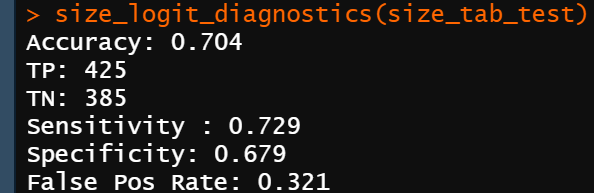 > size_logit_diagnostics(size_tab_test)
Accuracy: 0.704
TP: 425
TN: 385
Sensitivity : 0.729
Specificity: 0.679
False Pos Rate: 0.321